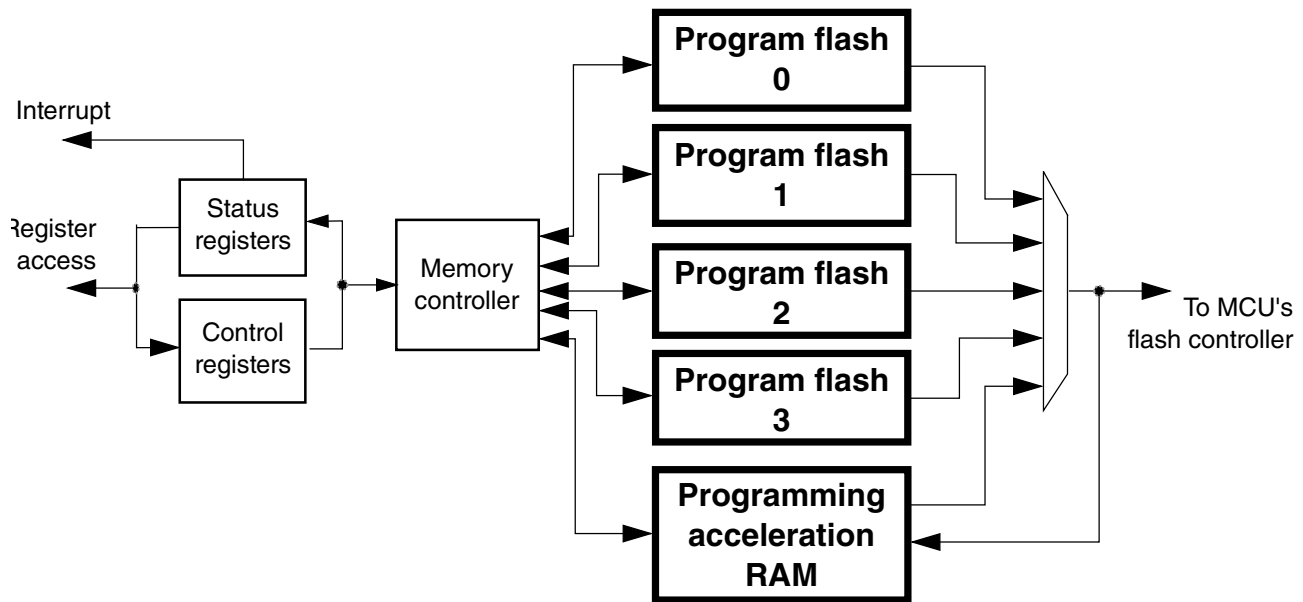 Interrupt
Register
access
Status
registers
Control
registers
Memory
controller
Program flash
0
Program flash
1
Program flash
2
Program flash
3
Programming
acceleration
RAM
To MCU's
flash controller